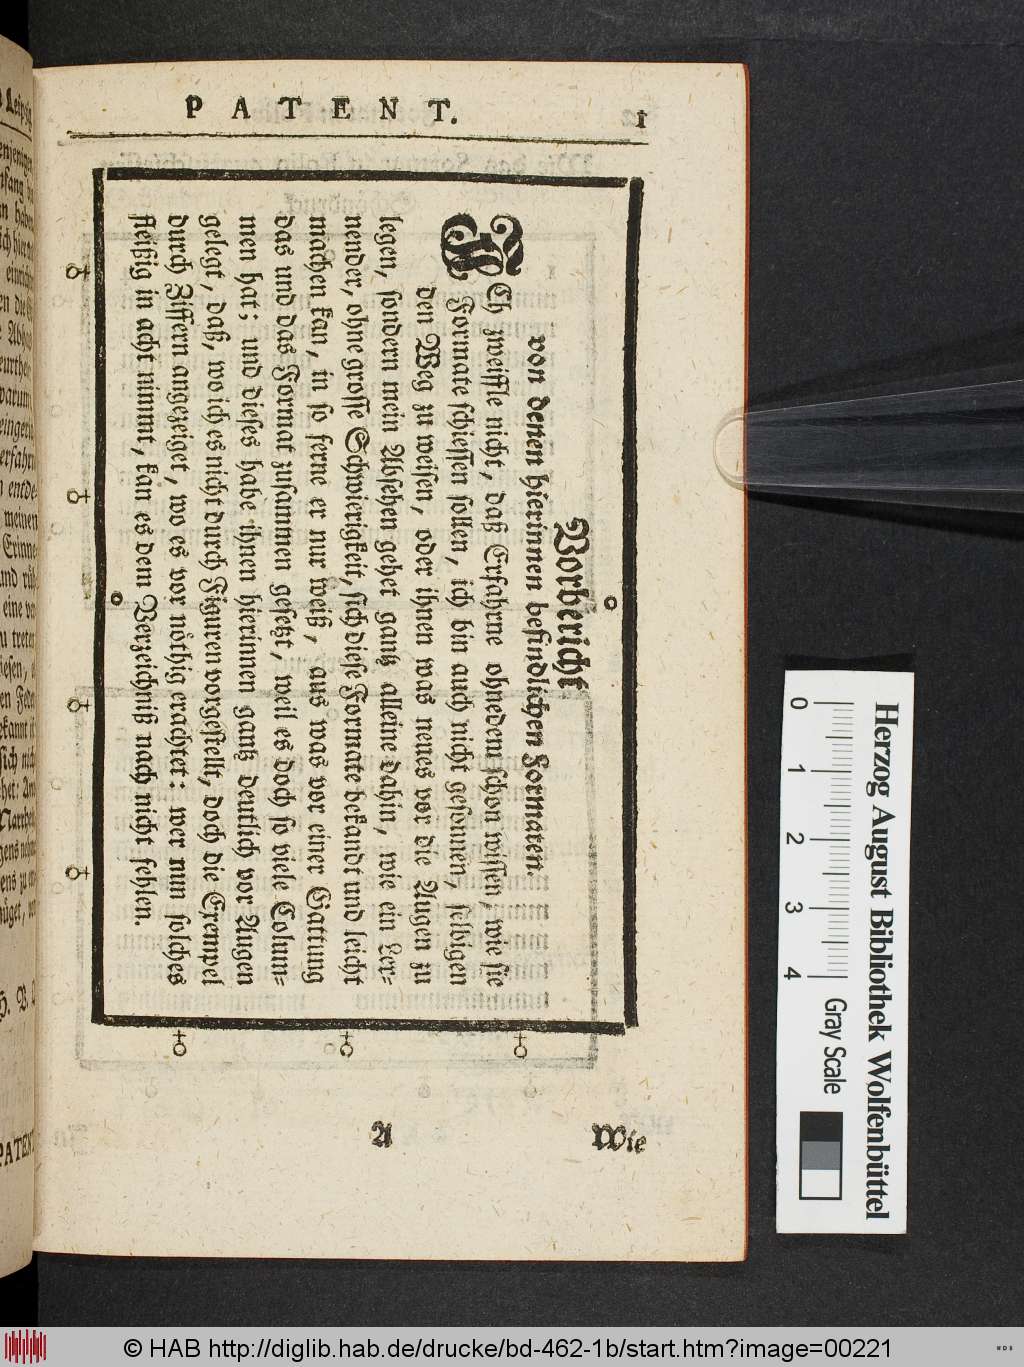 PATENT.
1
Vorbericht
von denen hierinnen befindlichen Formaten.
ICh zweiffle nicht, daß Erfahrne ohnedem schon wissen, wie sie
Formate schiessen sollen, ich bin auch nicht gesonnen, selbigen
den Weg zu weisen, oder ihnen was neues vor die Augen zu
legen, sondern mein Absehen gehet gantz alleine dahin, wie ein Ler-
nender, ohne grosse Schwierigkeit, sich diese Formate bekandt und leicht
machen kan, in so ferne er nur weiß, aus was vor einer Gattung
das und das Format zusammen gesetzt, weil es doch so viele Colum-
men hat; und dieses habe ihnen hierinnen gantz deutlich vor Augen
gelegt, daß, wo ich es nicht durch Figuren vorgestellt, doch die Exempel
durch Ziffern angezeiget, wo es vor nöthig erachtet: wer nun solches
fleißig in acht nimmt, kan es dem Verzeichniß nach, nicht fehlen.
A
Wie
Leipzig
meinen
eine
zu treten
PATENT
Herzog August Bibliothek Wolfenbüttel
0 1 2 3 4
Gray Scale
© HAB http://diglib.hab.de/drucke/bd-462-1b/start.htm?image=00221